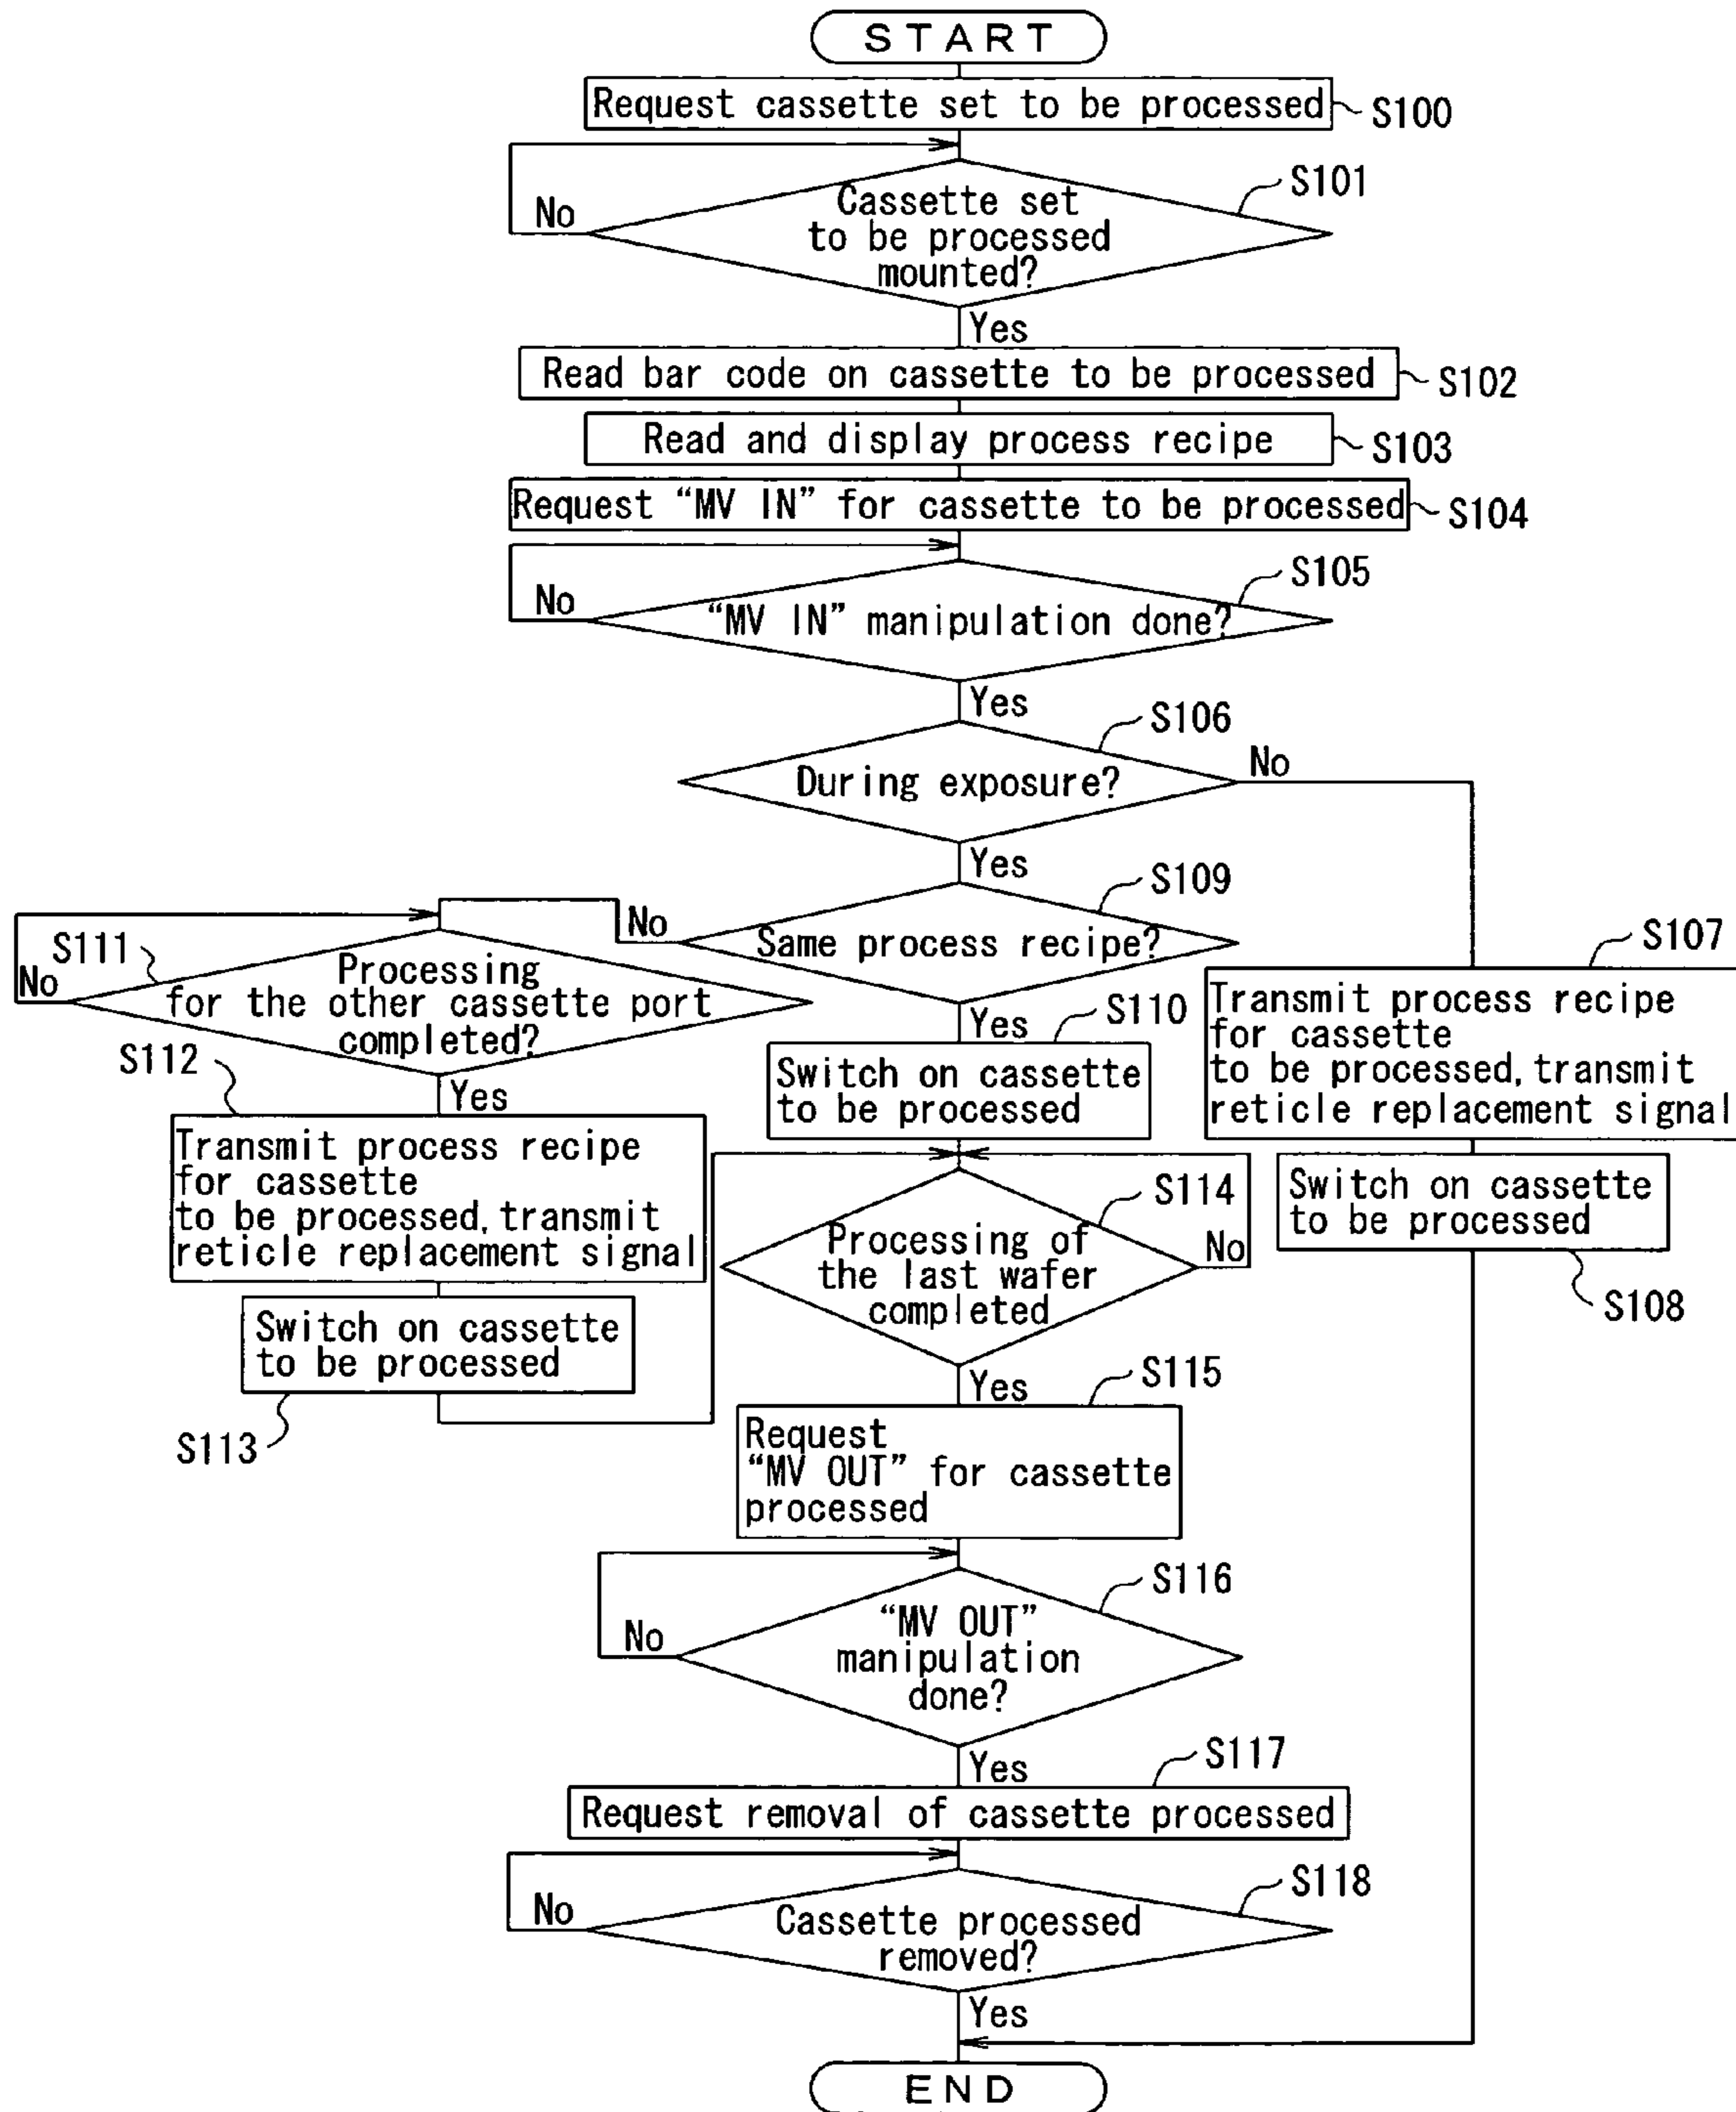 START
Request cassette set to be processed
S100
S101
Cassette set
to be processed
mounted?
No
Yes
Read bar code on cassette to be processed
S102
Read and display process recipe
S103
Request “MV IN” for cassette to be processed
S104
S105
No
“MV IN” manipulation done?
Yes
S106
During exposure?
No
Yes
S109
No
Same process recipe?
S107
Transmit process recipe
for cassette
to be processed, transmit
reticle replacement signal
S111
No
Processing
for the other cassette port
completed?
Yes
S110
Switch on cassette
to be processed
S112
Yes
Transmit process recipe
for cassette
to be processed, transmit
reticle replacement signal
S114
Processing of
the last wafer
completed
No
Switch on cassette
to be processed
S108
Switch on cassette
to be processed
S113
Yes
S115
Request
“MV OUT” for cassette
processed
S116
No
“MV OUT”
manipulation
done?
Yes
S117
Request removal of cassette processed
S118
No
Cassette processed
removed?
Yes
END